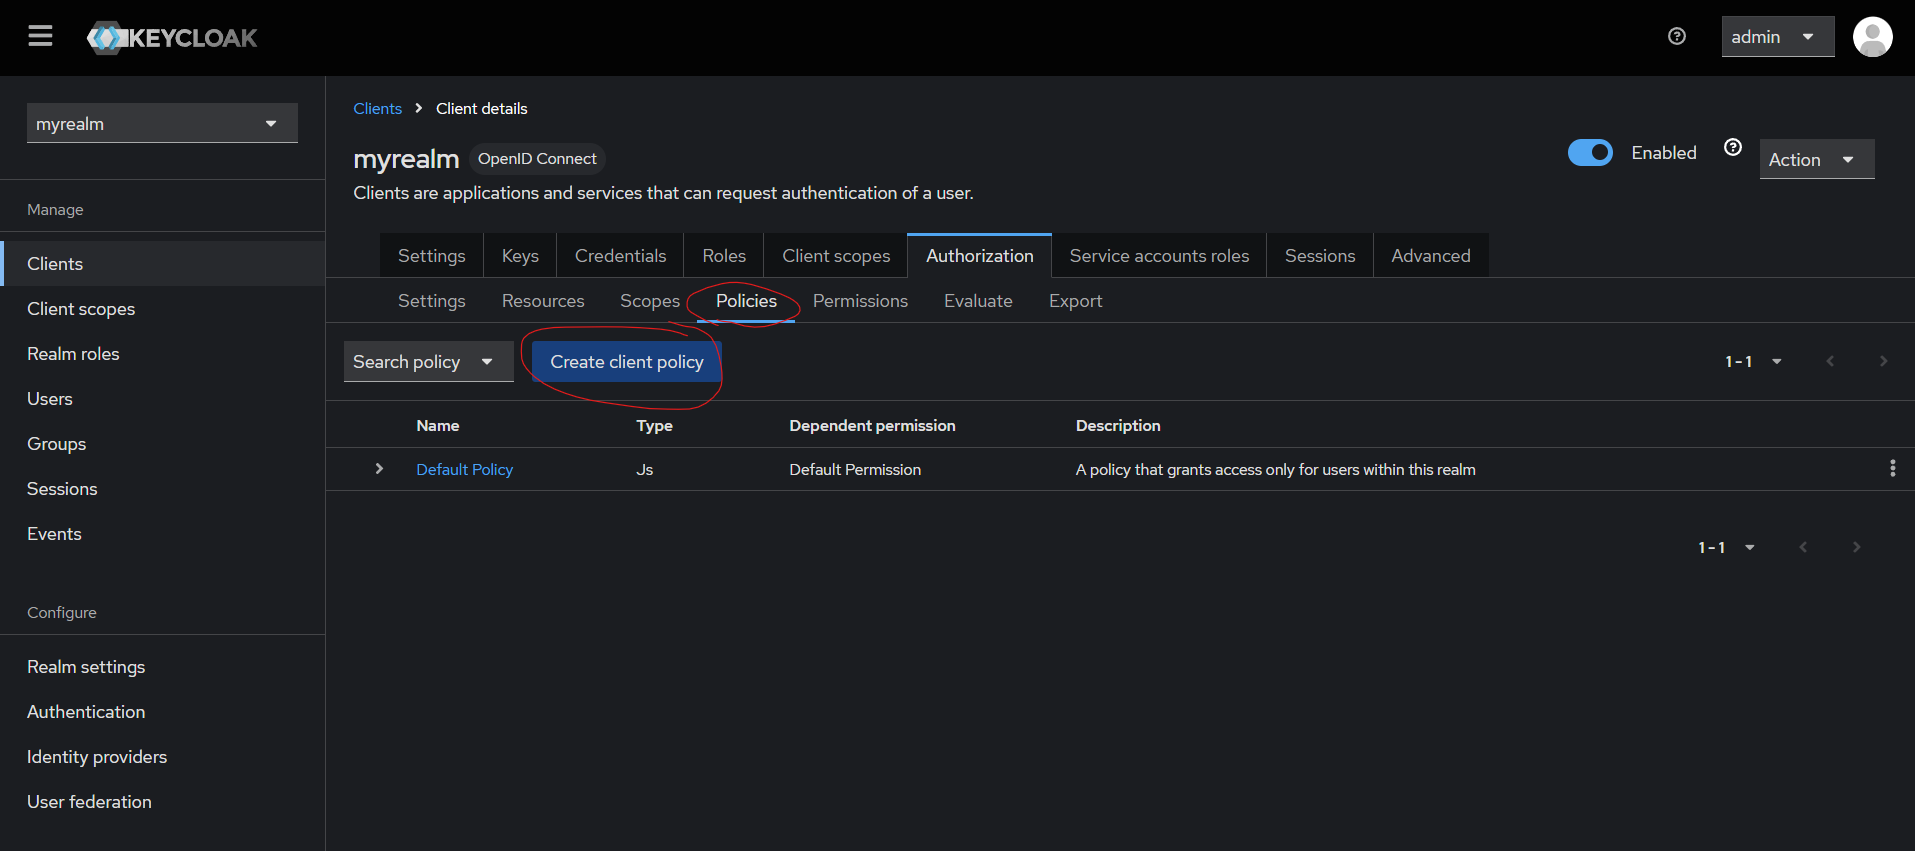 KEYCLOAK
admin
myrealm
Manage
Clients
Client scopes
Realm roles
Users
Groups
Sessions
Events
Configure
Realm settings
Authentication
Identity providers
User federation
Clients > Client details
myrealm OpenID Connect
Enabled Action
Clients are applications and services that can request authentication of a user.
Settings Keys Credentials Roles Client scopes Authorization Service accounts roles Sessions Advanced
Settings Resources Scopes Policies Permissions Evaluate Export
Search policy Create client policy 1 - 1
Name Type Dependent permission Description
Default Policy Js Default Permission A policy that grants access only for users within this realm
1 - 1